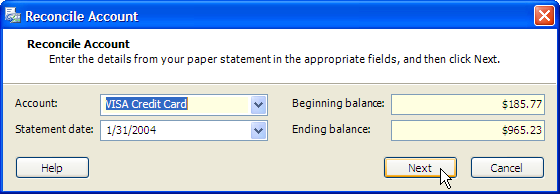 Reconcile Account
Reconcile Account
Enter the details from your paper statement in the appropriate fields, and then click Next.
Account: VISA Credit Card Beginning balance: $185.77
Statement date: 1/31/2004 Ending balance: $965.23
Help Next Cancel